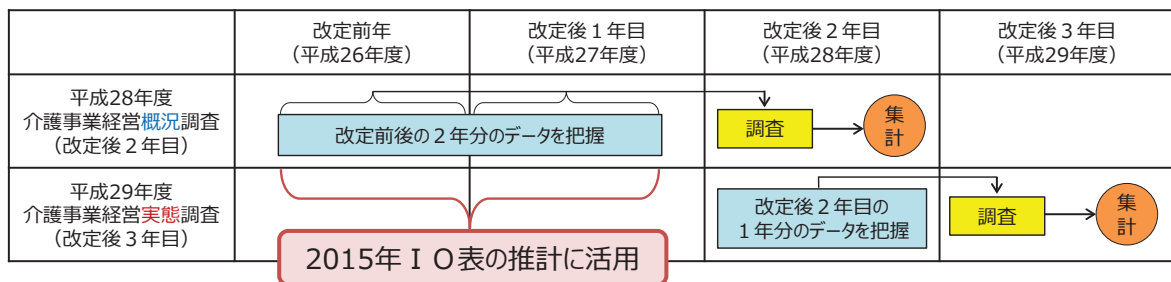 改定前年
（平成26年度）
改定後１年目
（平成27年度）
改定後２年目
（平成28年度）
改定後３年目
（平成29年度）
平成28年度
介護事業経営概況調査
（改定後２年目）
改定前後の２年分のデータを把握
調査
集
計
平成29年度
介護事業経営実態調査
（改定後３年目）
改定後２年目の
１年分のデータを把握
調査
集
計
2015年ＩＯ表の推計に活用